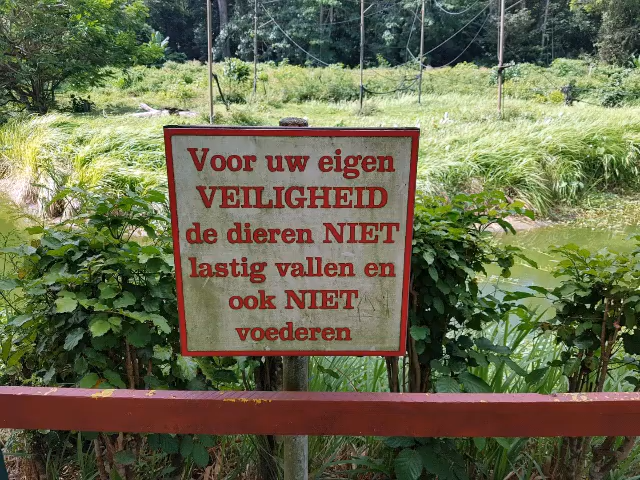 Voor uw eigen
VEILIGHEID
de dieren NIET
lastig vallen en
ook NIET
voederen